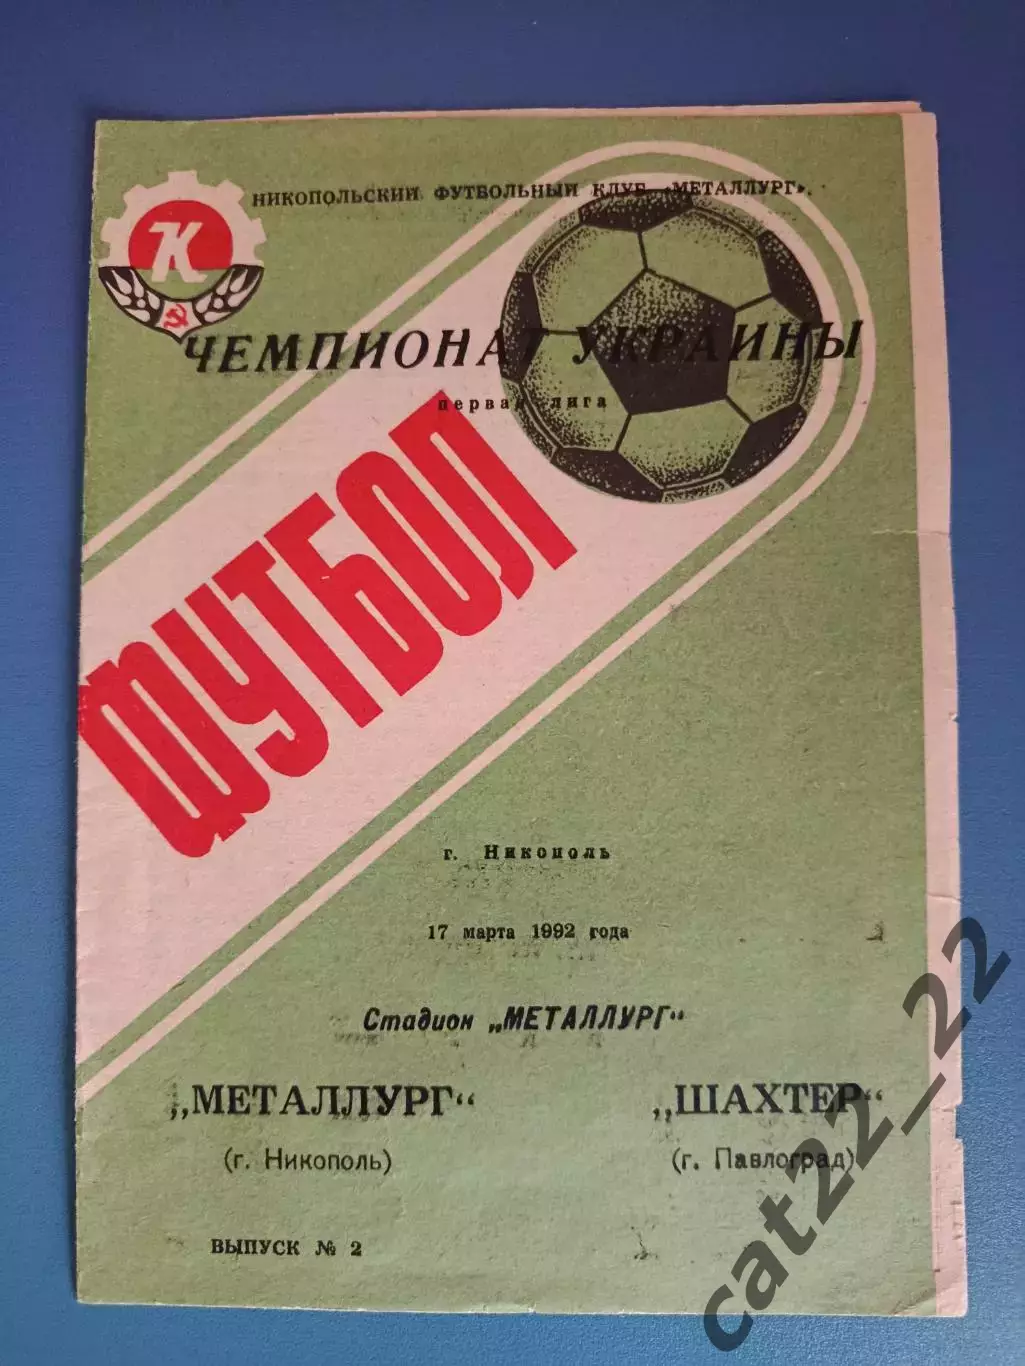 НИКОПОЛЬСКИЙ ФУТБОЛЬНЫЙ КЛУБ «МЕТАЛЛУРГ».
К
ЧЕМПИОНАТ УКРАИНЫ
первая лига
ФУТБОЛ
г. Никополь
17 марта 1992 года
Стадион „МЕТАЛЛУРГ“
„МЕТАЛЛУРГ“ „ШАХТЕР“
(г. Никополь) (г. Павлоград)
ВЫПУСК № 2
cat22_22